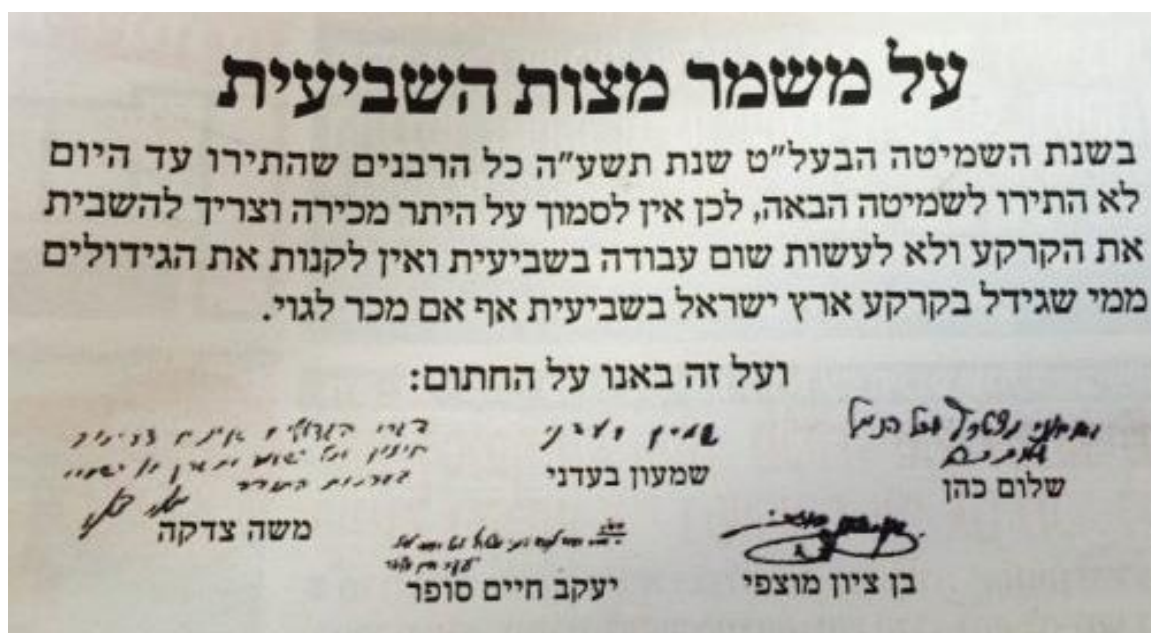 על משמר מצות השביעית
בשנת השמיטה הבעל"ט שנת תשע"ה כל הרבנים שהתירו עד היום
לא התירו לשמיטה הבאה, לכן אין לסמוך על היתר מכירה וצריך להשבית
את הקרקע ולא לעשות שום עבודה בשביעית ואין לקנות את הגידולים
ממי שגידל בקרקע ארץ ישראל בשביעית אף אם מכר לגוי.
ועל זה באנו על החתום:
שלום כהן
שמעון בעדני
משה צדקה
בן ציון מוצפי
יעקב חיים סופר